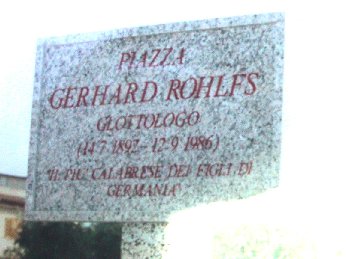 PIAZZA
GERHARD ROHLFS
GLOTTOLOGO
(14.7.1892-12.9.1986)
"IL PIU' CALABRESE DEI FIGLI DI
GERMANIA"